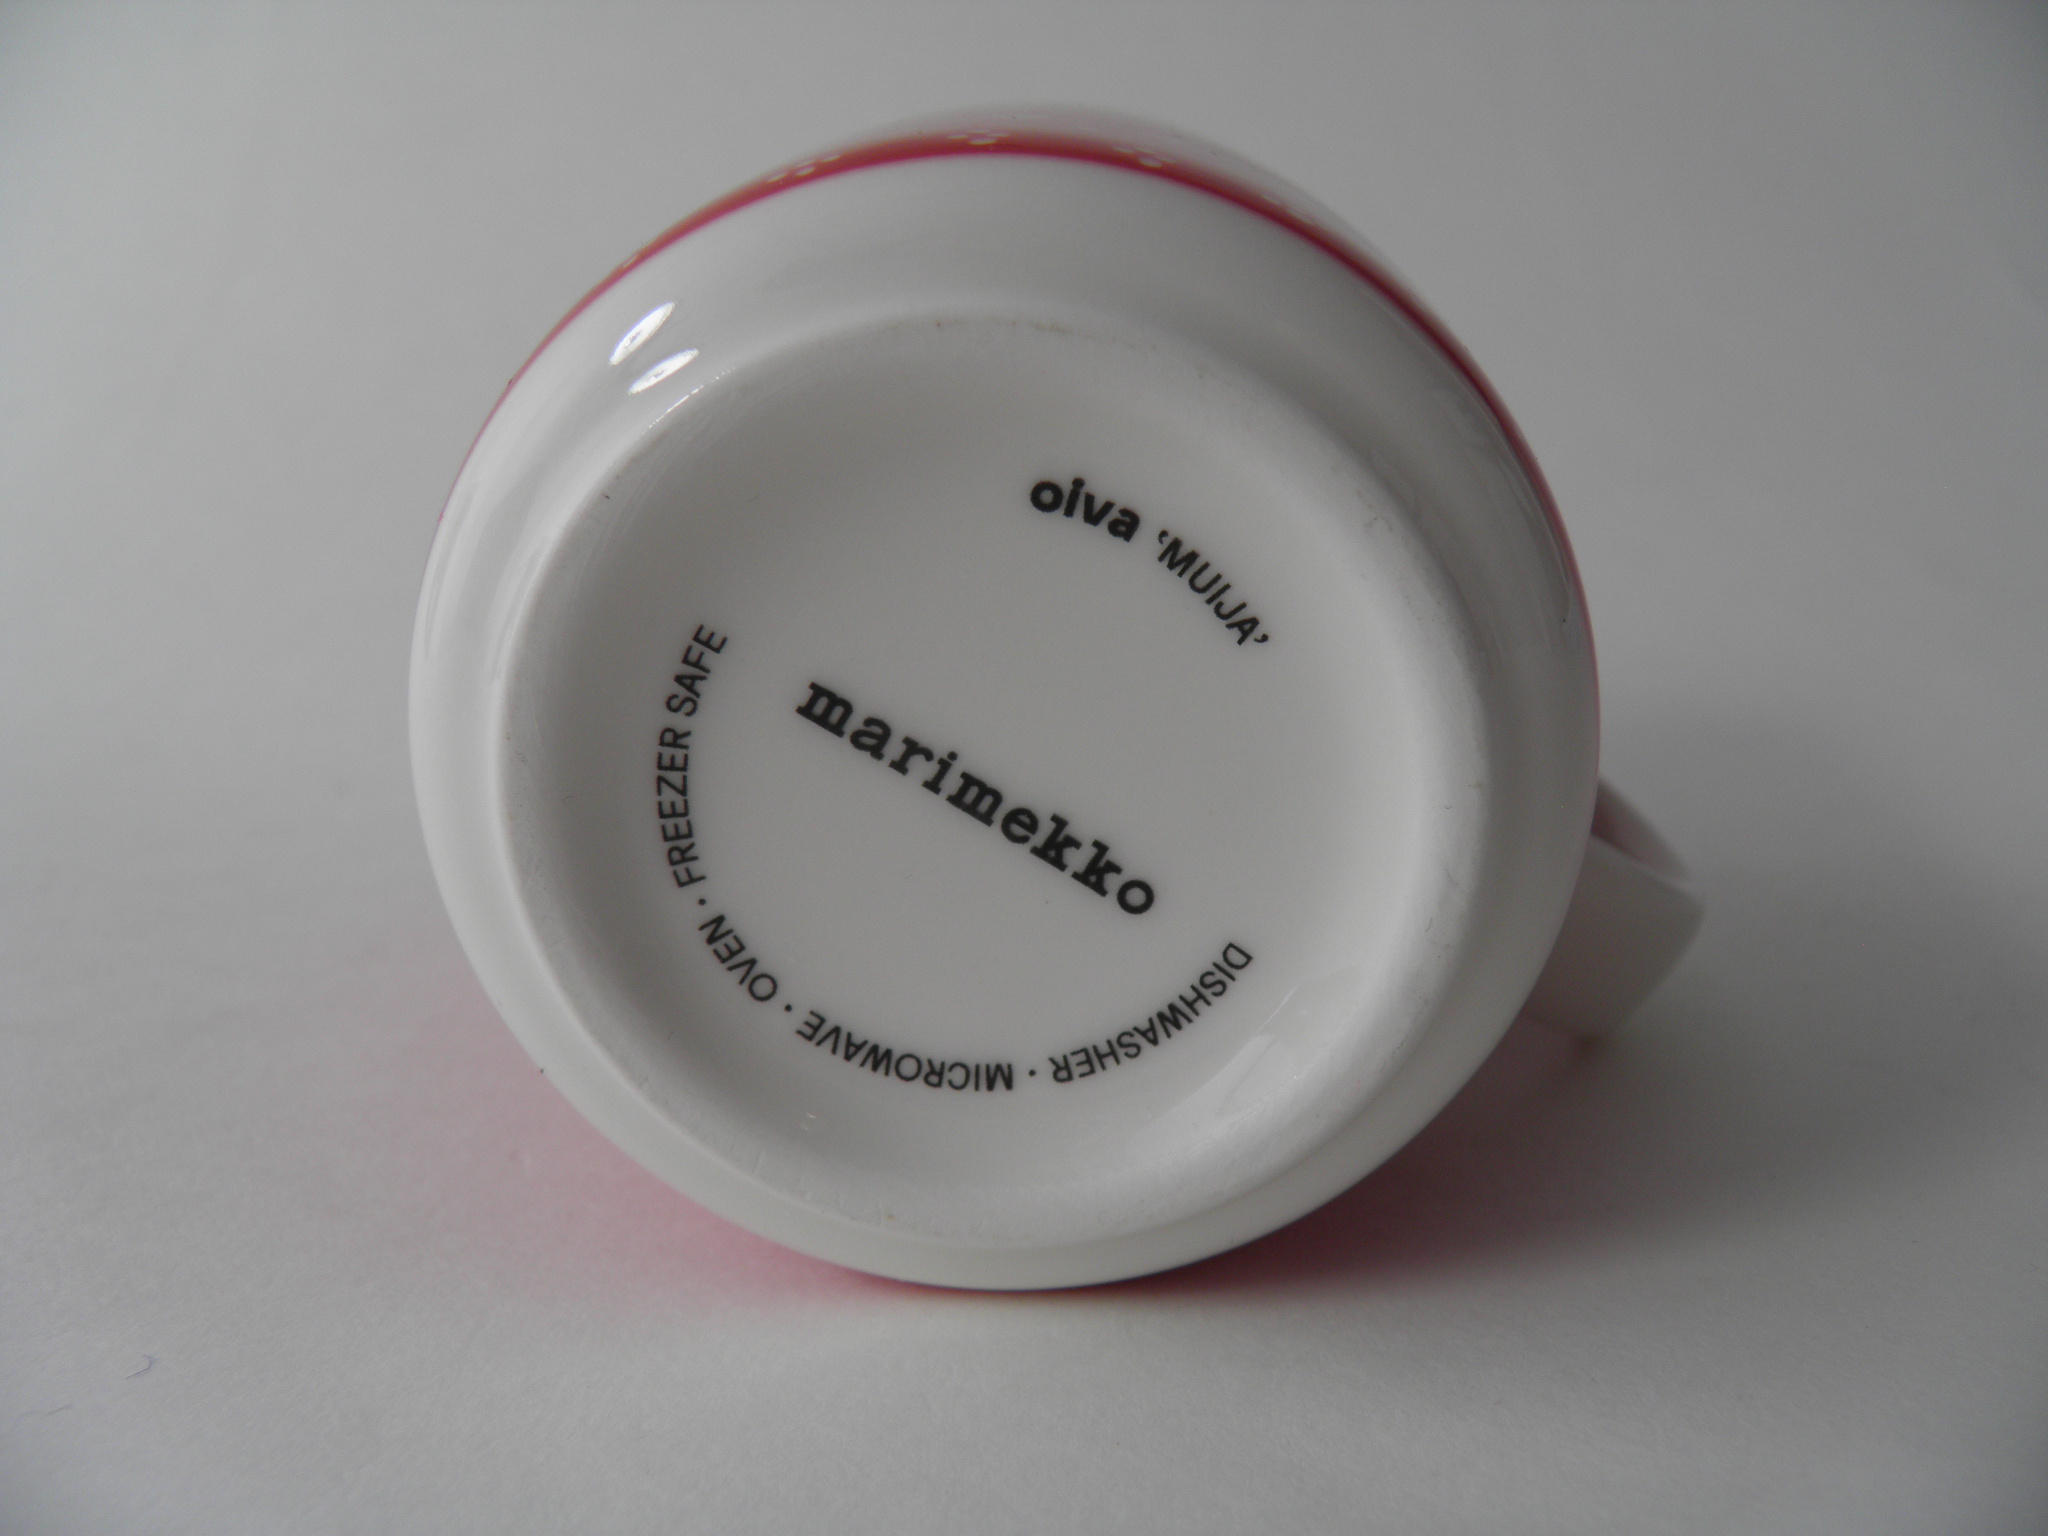 oiva ‘MUIJA’
marimekko
DISHWASHER · MICROWAVE · OVEN · FREEZER SAFE